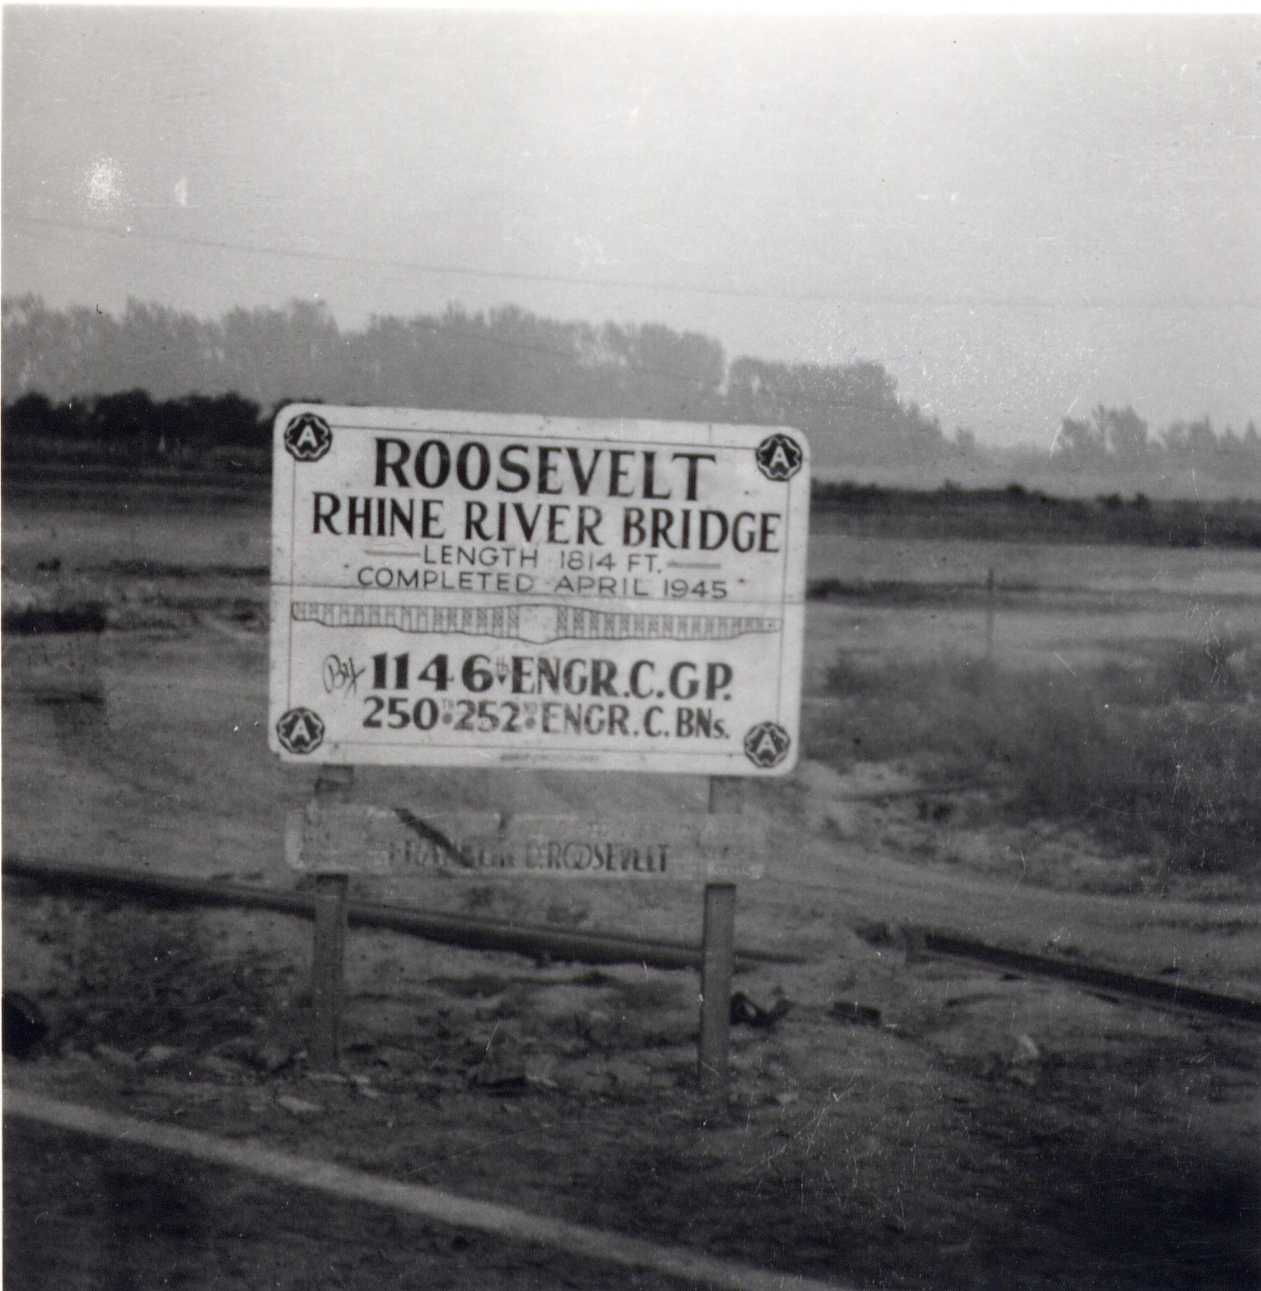 A A
ROOSEVELT
RHINE RIVER BRIDGE
LENGTH 1814 FT.
COMPLETED APRIL 1945
By 1146th ENGR. C. GP.
250TH 252ND ENGR. C. BNs.
A A
FRANKLIN D. ROOSEVELT